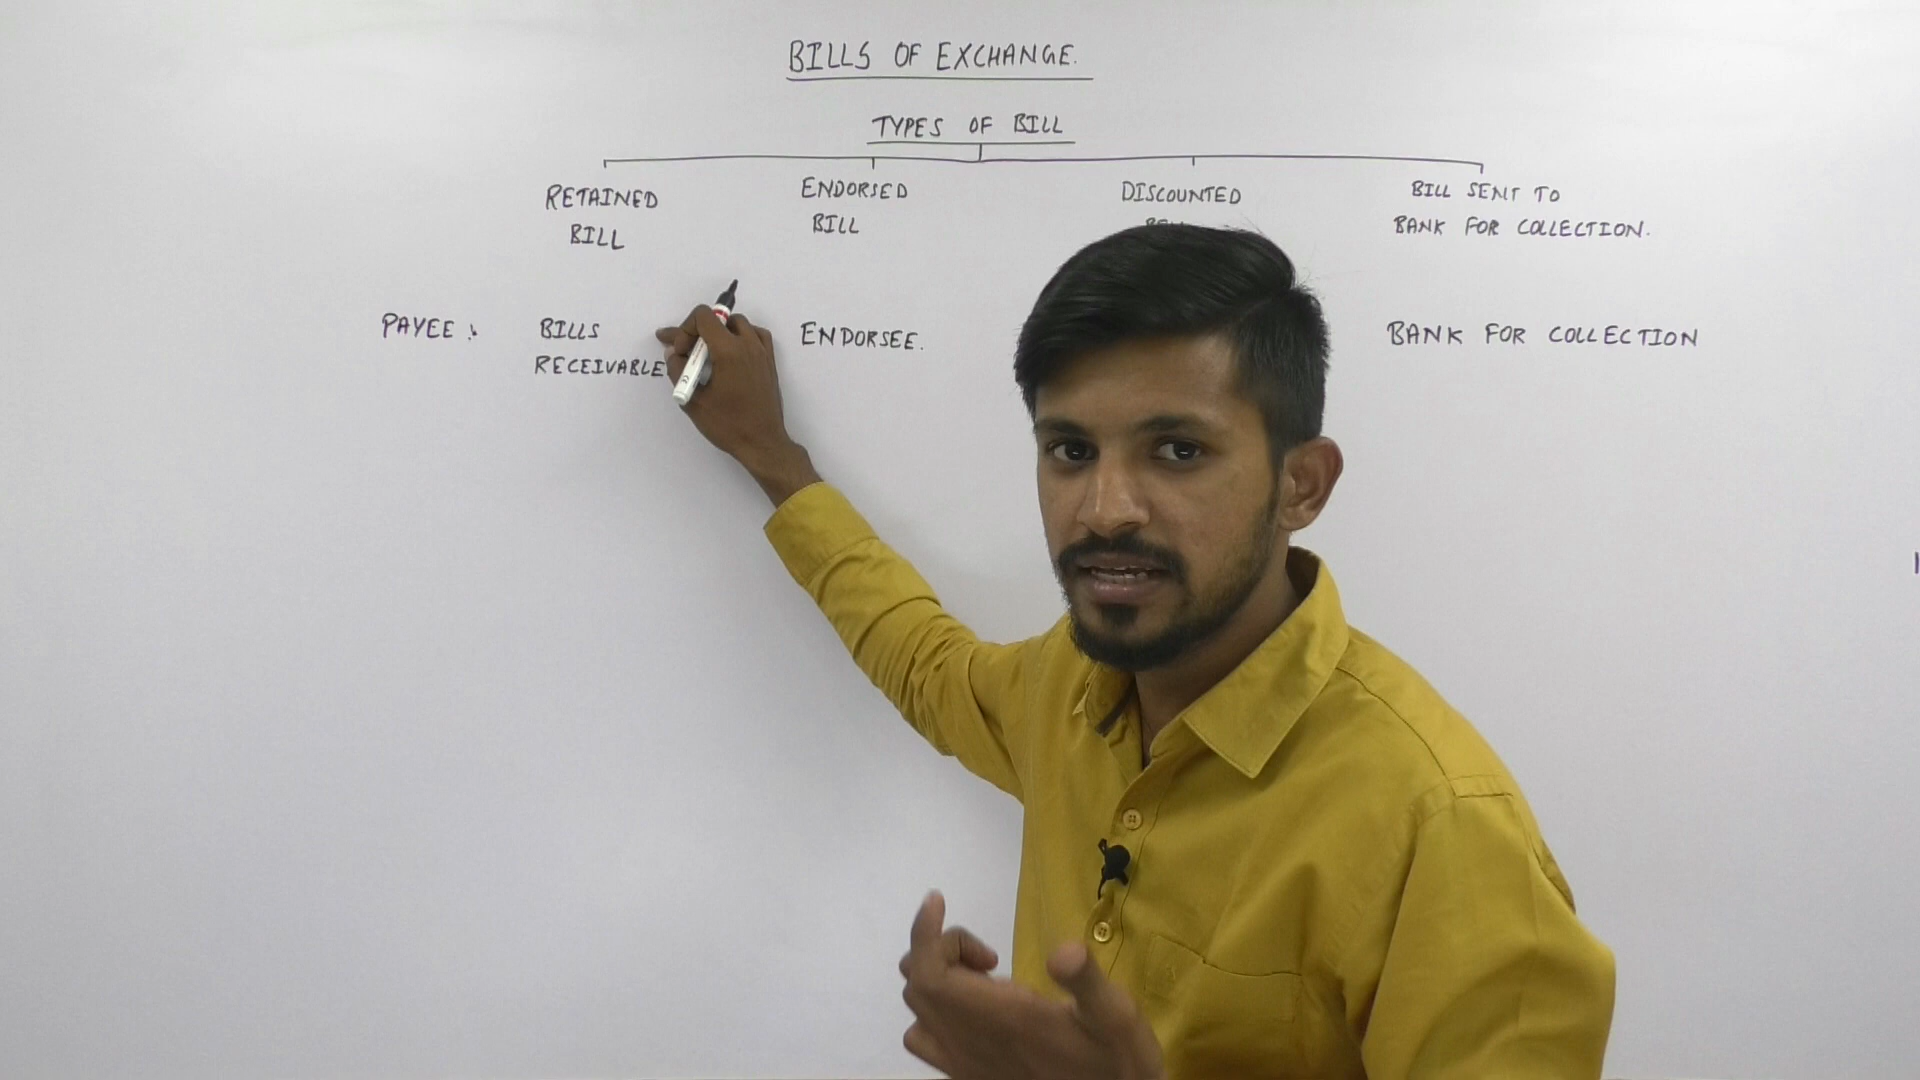 BILLS OF EXCHANGE.
TYPES OF BILL
RETAINED
BILL
ENDORSED
BILL
DISCOUNTED
BILL SENT TO
BANK FOR COLLECTION.
PAYEE :
BILLS
RECEIVABLE
ENDORSEE.
BANK FOR COLLECTION